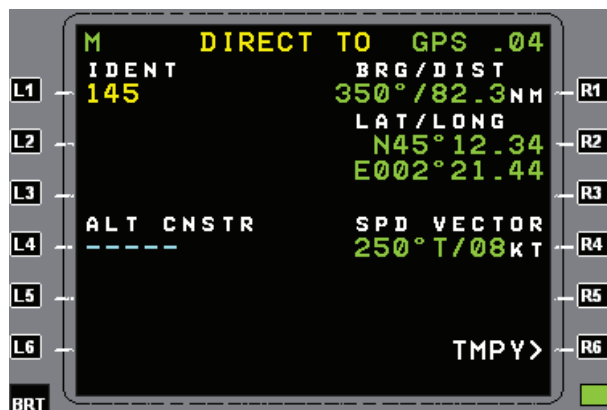 M DIRECT TO GPS .04
IDENT BRG/DIST
L1 145 350°/82.3NM R1
LAT/LONG
L2 N45°12.34 R2
E002°21.44
L3 R3
ALT CNSTR SPD VECTOR
L4 ----- 250°T/08KT R4
L5 R5
L6 TMPY> R6
BRT